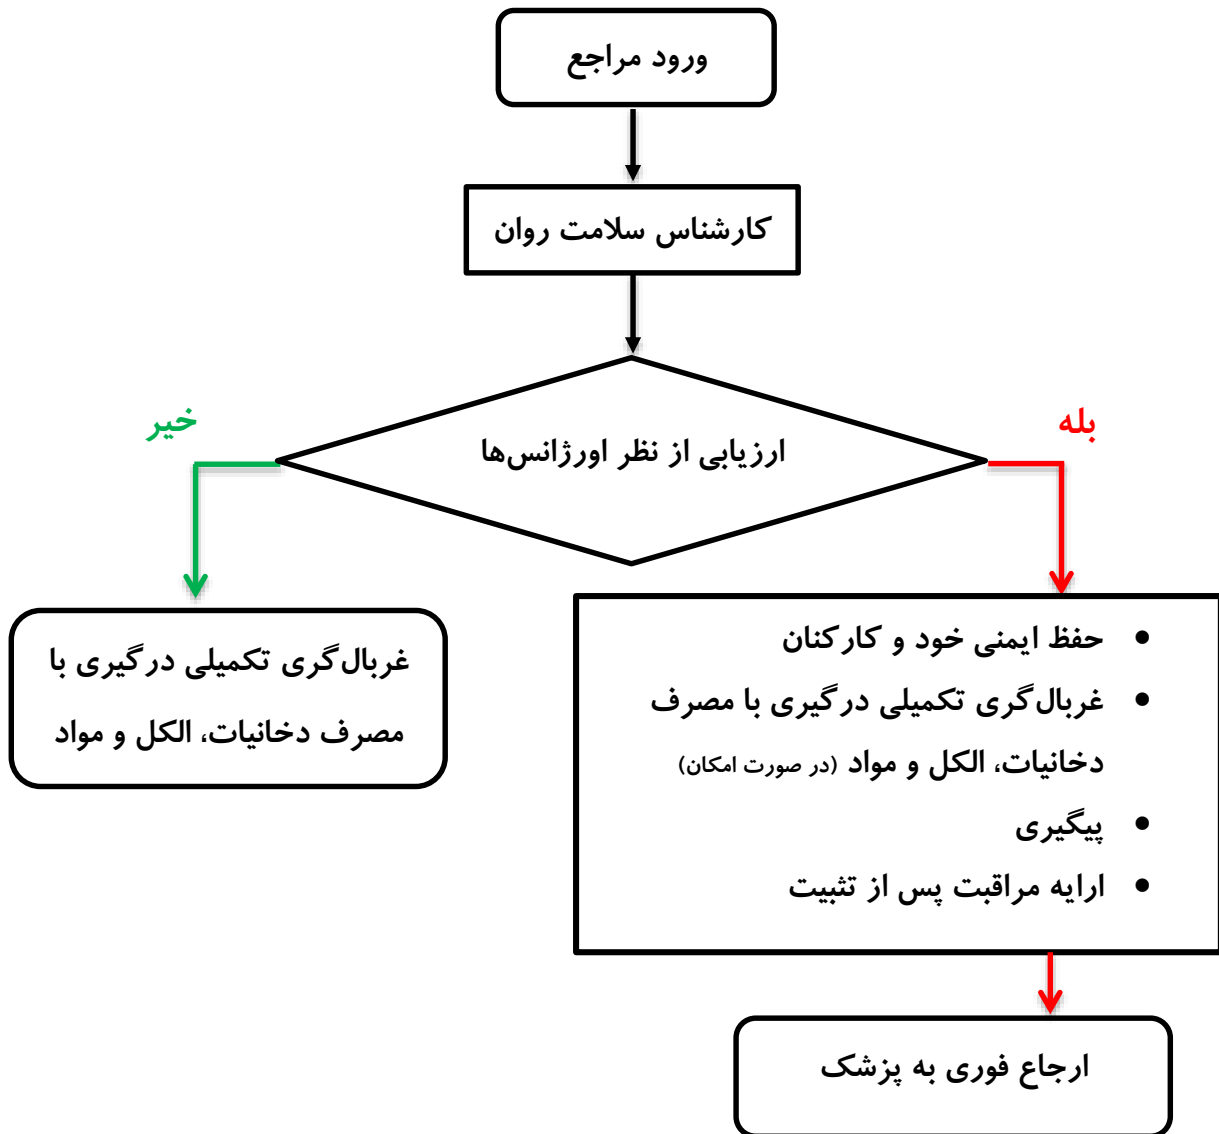 ورود مراجع
کارشناس سلامت روان
ارزیابی از نظر اورژانس‌ها
بله
خیر
• حفظ ایمنی خود و کارکنان
• غربال‌گری تکمیلی درگیری با مصرف
دخانیات، الکل و مواد (در صورت امکان)
• پیگیری
• ارایه مراقبت پس از تثبیت
غربال‌گری تکمیلی درگیری با
مصرف دخانیات، الکل و مواد
ارجاع فوری به پزشک